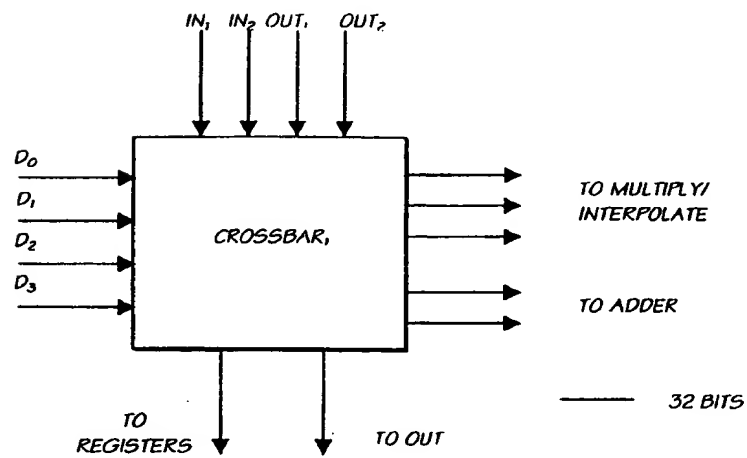 IN₁ IN₂ OUT₁ OUT₂
D₀
D₁
D₂
D₃
CROSSBAR₁
TO MULTIPLY/
INTERPOLATE
TO ADDER
32 BITS
TO
REGISTERS
TO OUT